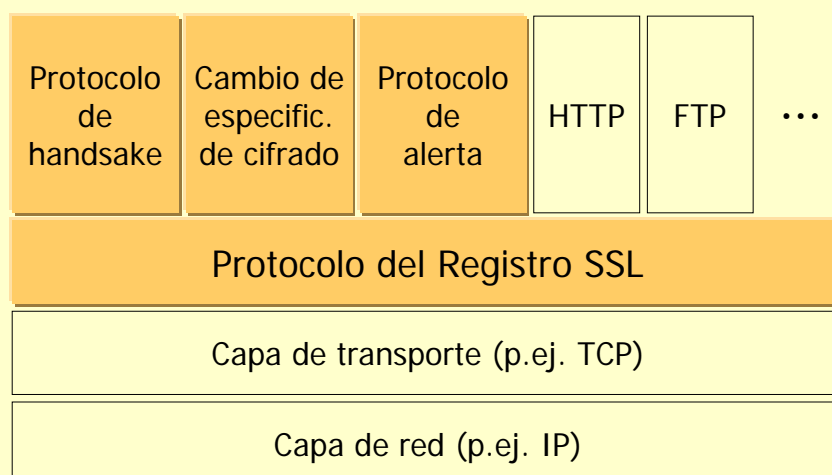 Protocolo
de
handsake
Cambio de
especific.
de cifrado
Protocolo
de
alerta
HTTP
FTP
...
Protocolo del Registro SSL
Capa de transporte (p.ej. TCP)
Capa de red (p.ej. IP)